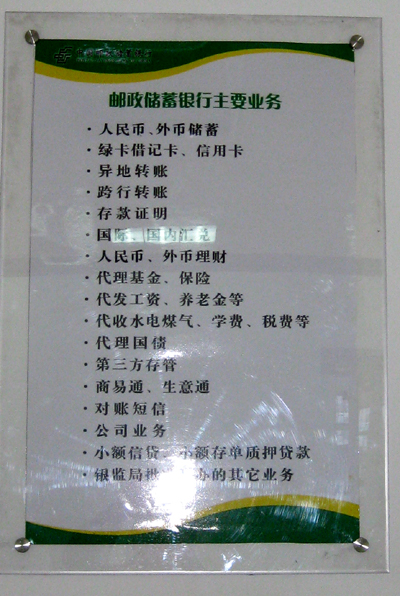 邮政储蓄银行主要业务
·人民币、外币储蓄
·绿卡借记卡、信用卡
·异地转账
·跨行转账
·存款证明
·国际、国内汇兑
·人民币、外币理财
·代理基金、保险
·代发工资、养老金等
·代收水电煤气、学费、税费等
·代理国债
·第三方存管
·商易通、生意通
·对账短信
·公司业务
·小额信贷、小额存单质押贷款
·银监局批 办的其它业务